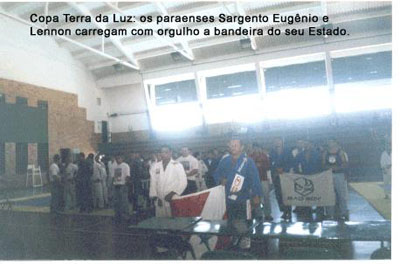 Copa Terra da Luz: os paraenses Sargento Eugênio e
Lennon carregam com orgulho a bandeira do seu Estado.